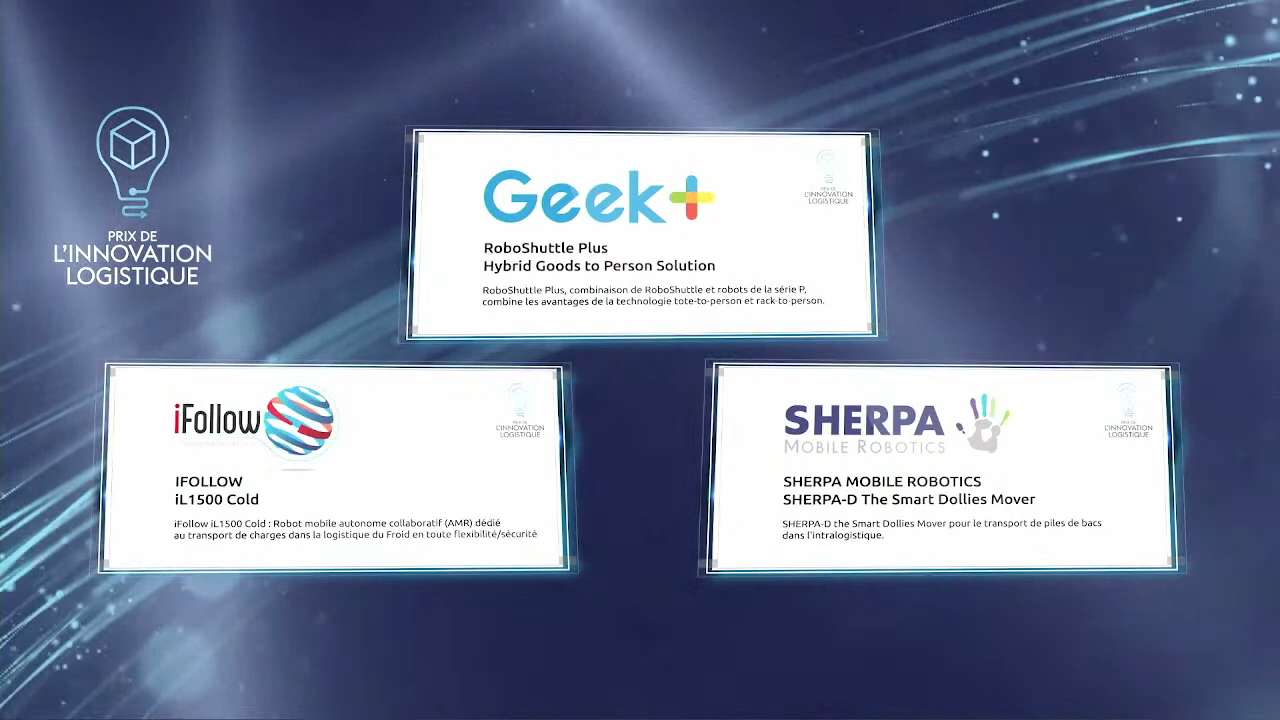 PRIX DE
L'INNOVATION
LOGISTIQUE
Geek+
PRIX DE
L'INNOVATION
LOGISTIQUE
RoboShuttle Plus
Hybrid Goods to Person Solution
RoboShuttle Plus, combinaison de RoboShuttle et robots de la série P,
combine les avantages de la technologie tote-to-person et rack-to-person.
iFollow
PRIX DE
L'INNOVATION
LOGISTIQUE
IFOLLOW
iL1500 Cold
iFollow iL1500 Cold : Robot mobile autonome collaboratif (AMR) dédié
au transport de charges dans la logistique du Froid en toute flexibilité/sécurité
SHERPA
MOBILE ROBOTICS
PRIX DE
L'INNOVATION
LOGISTIQUE
SHERPA MOBILE ROBOTICS
SHERPA-D The Smart Dollies Mover
SHERPA-D the Smart Dollies Mover pour le transport de piles de bacs
dans l'intralogistique.